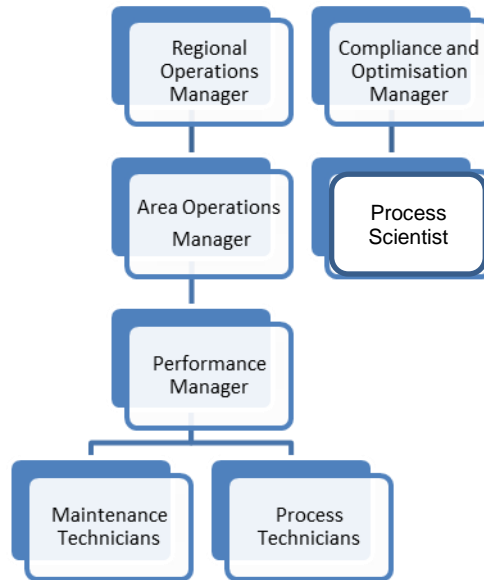 Regional
Operations
Manager
Compliance and
Optimisation
Manager
Area Operations
Manager
Process
Scientist
Performance
Manager
Maintenance
Technicians
Process
Technicians